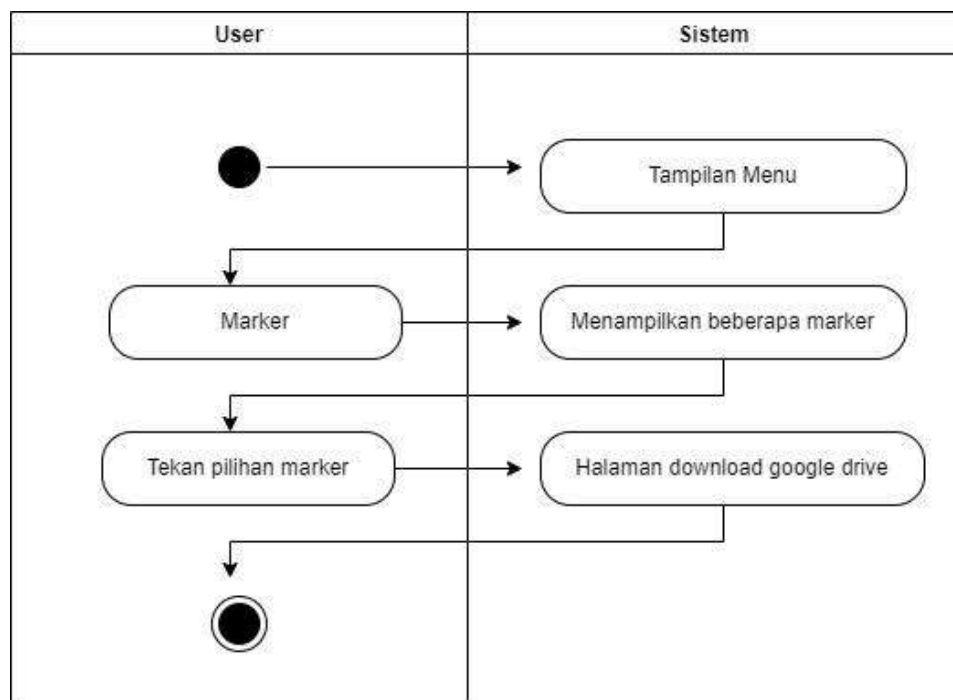 User
Sistem
Tampilan Menu
Marker
Menampilkan beberapa marker
Tekan pilihan marker
Halaman download google drive